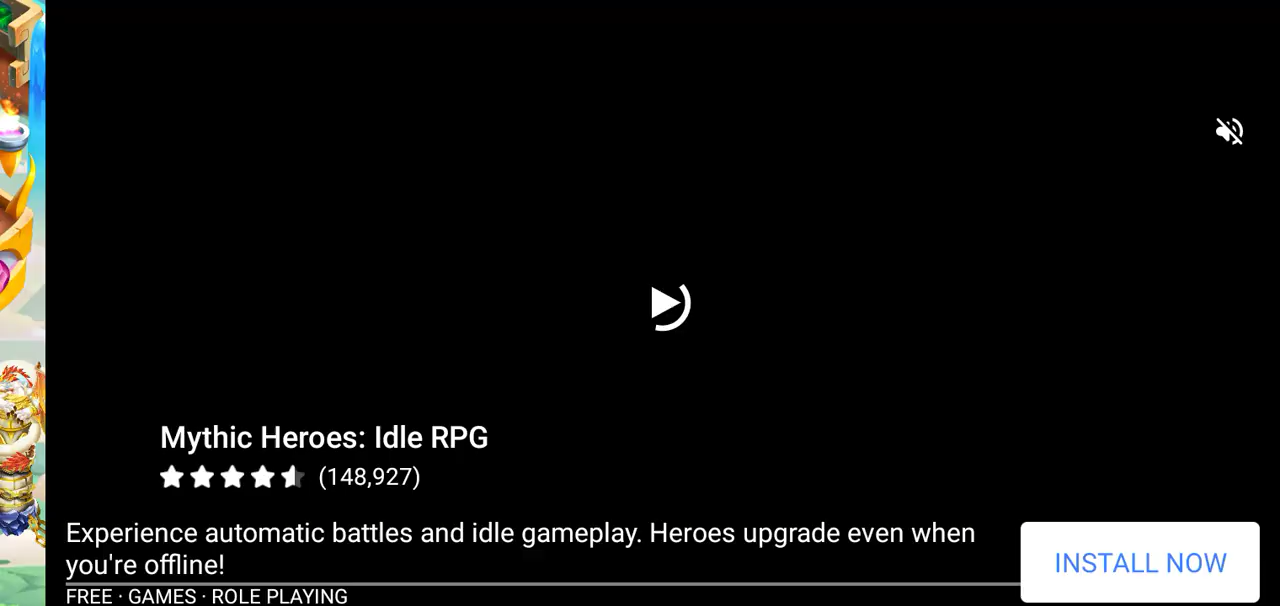 Mythic Heroes: Idle RPG
(148,927)
Experience automatic battles and idle gameplay. Heroes upgrade even when
you're offline!
INSTALL NOW
FREE · GAMES · ROLE PLAYING